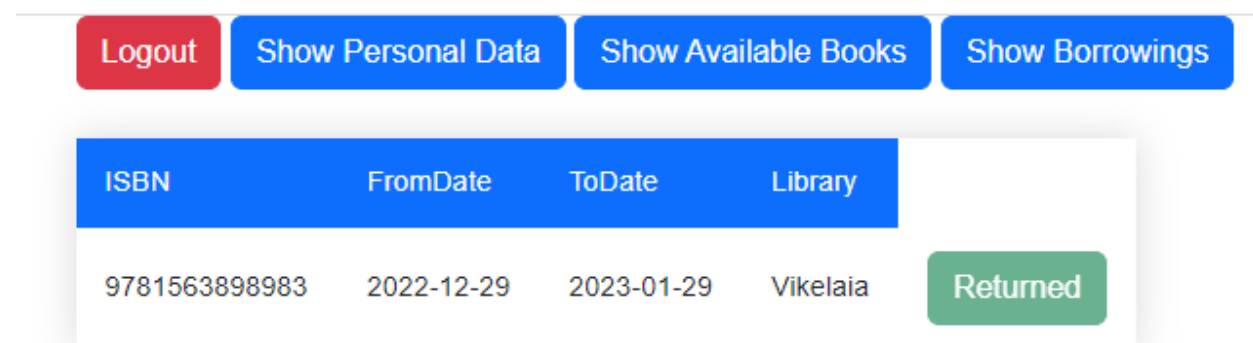 Logout Show Personal Data Show Available Books Show Borrowings
ISBN FromDate ToDate Library
9781563898983 2022-12-29 2023-01-29 Vikelaia Returned